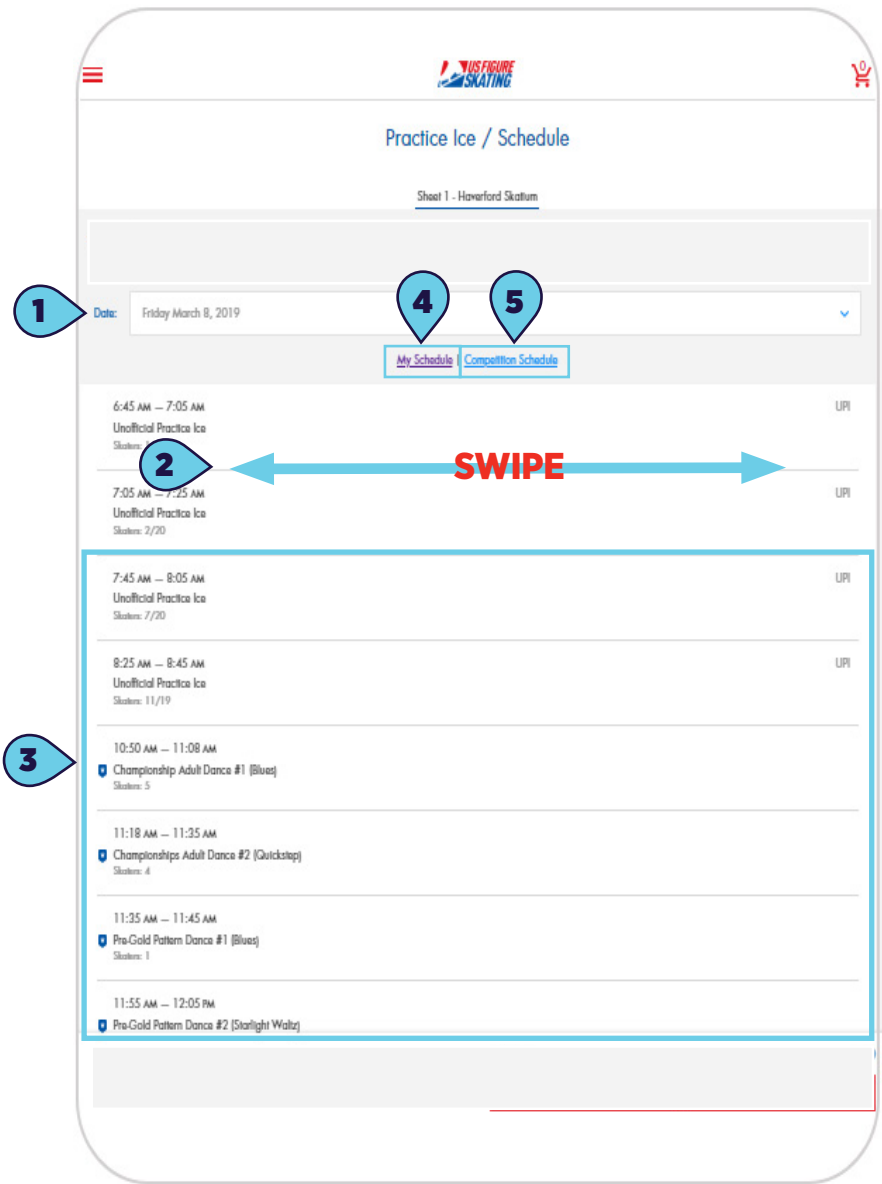 US FIGURE
SKATING
0
Practice Ice / Schedule
Sheet 1 - Haverford Skatium
1
4
5
Date: Friday March 8, 2019
My Schedule | Competition Schedule
6:45 AM — 7:05 AM UPI
Unofficial Practice Ice
Skaters:
2
SWIPE
7:05 AM — 7:25 AM UPI
Unofficial Practice Ice
Skaters: 2/20
7:45 AM — 8:05 AM UPI
Unofficial Practice Ice
Skaters: 7/20
8:25 AM — 8:45 AM UPI
Unofficial Practice Ice
Skaters: 11/19
3
10:50 AM — 11:08 AM
Championship Adult Dance #1 (Blues)
Skaters: 5
11:18 AM — 11:35 AM
Championships Adult Dance #2 (Quickstep)
Skaters: 4
11:35 AM — 11:45 AM
Pre-Gold Pattern Dance #1 (Blues)
Skaters: 1
11:55 AM — 12:05 PM
Pre-Gold Pattern Dance #2 (Starlight Waltz)